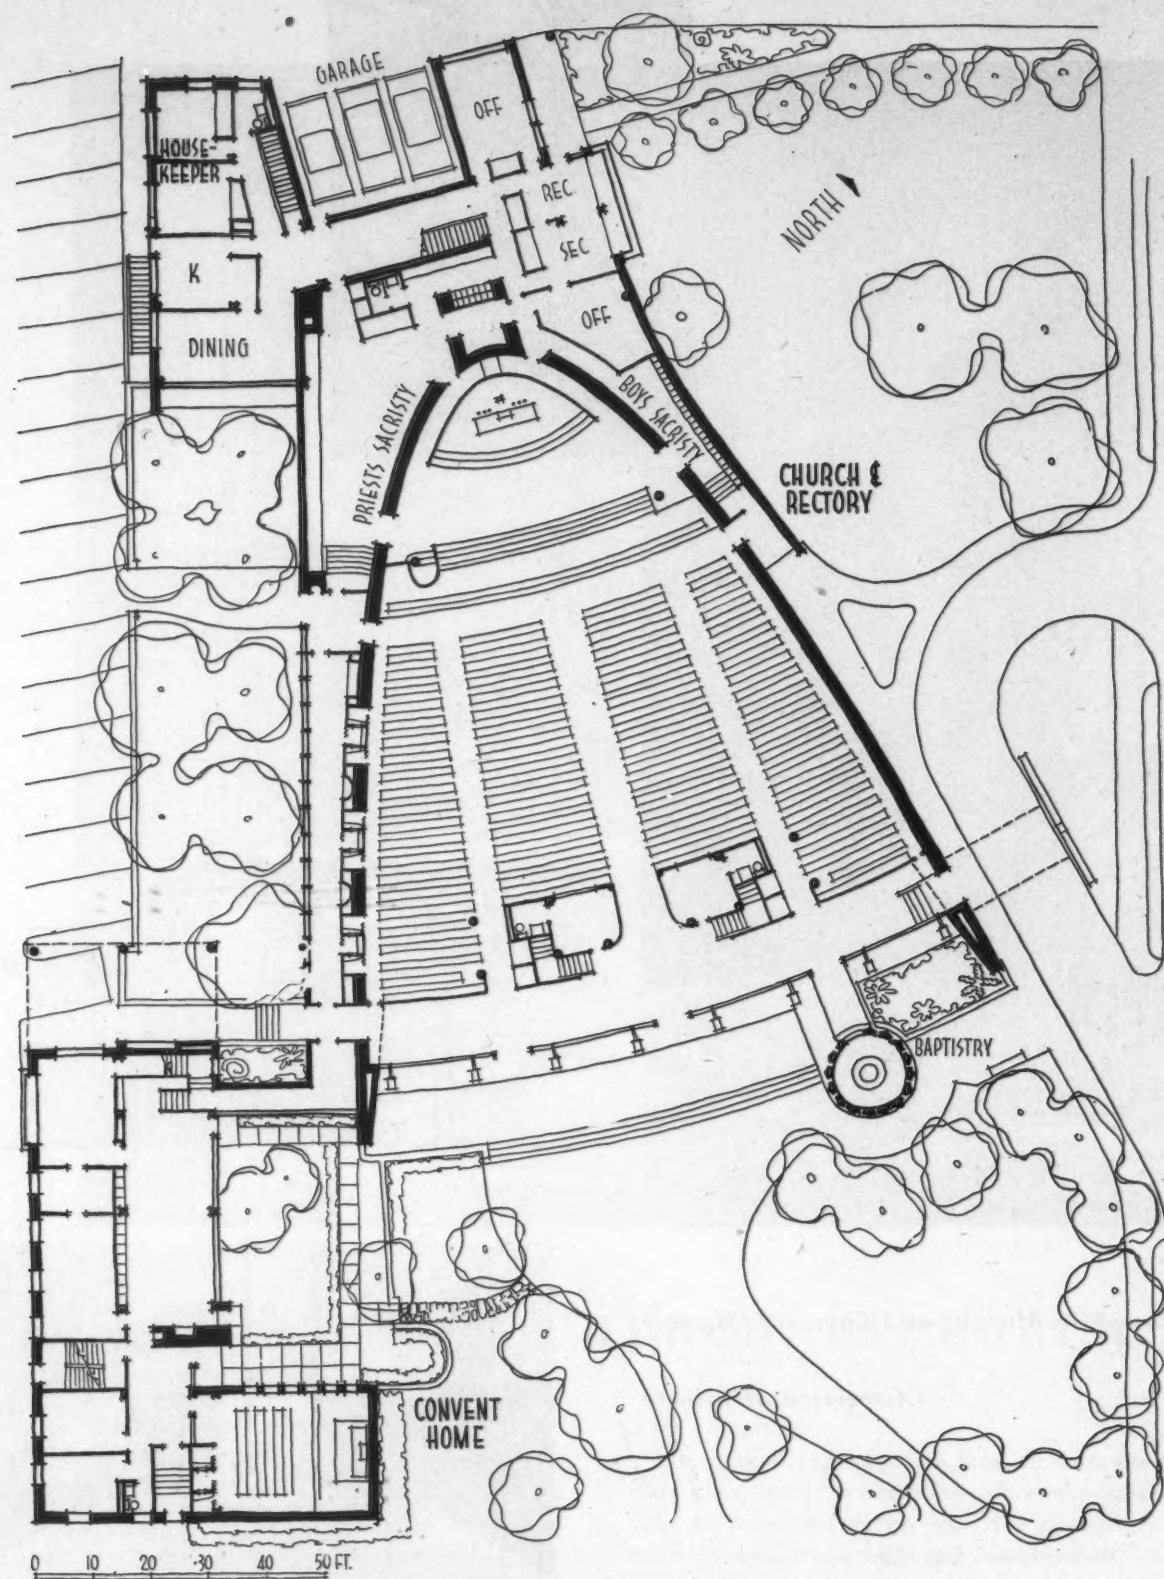 GARAGE
OFF
HOUSE-
KEEPER
REC.
SEC
NORTH
K
OFF
DINING
PRIESTS SACRISTY
BOYS SACRISTY
CHURCH &
RECTORY
BAPTISTRY
CONVENT
HOME
0 10 20 30 40 50 FT.